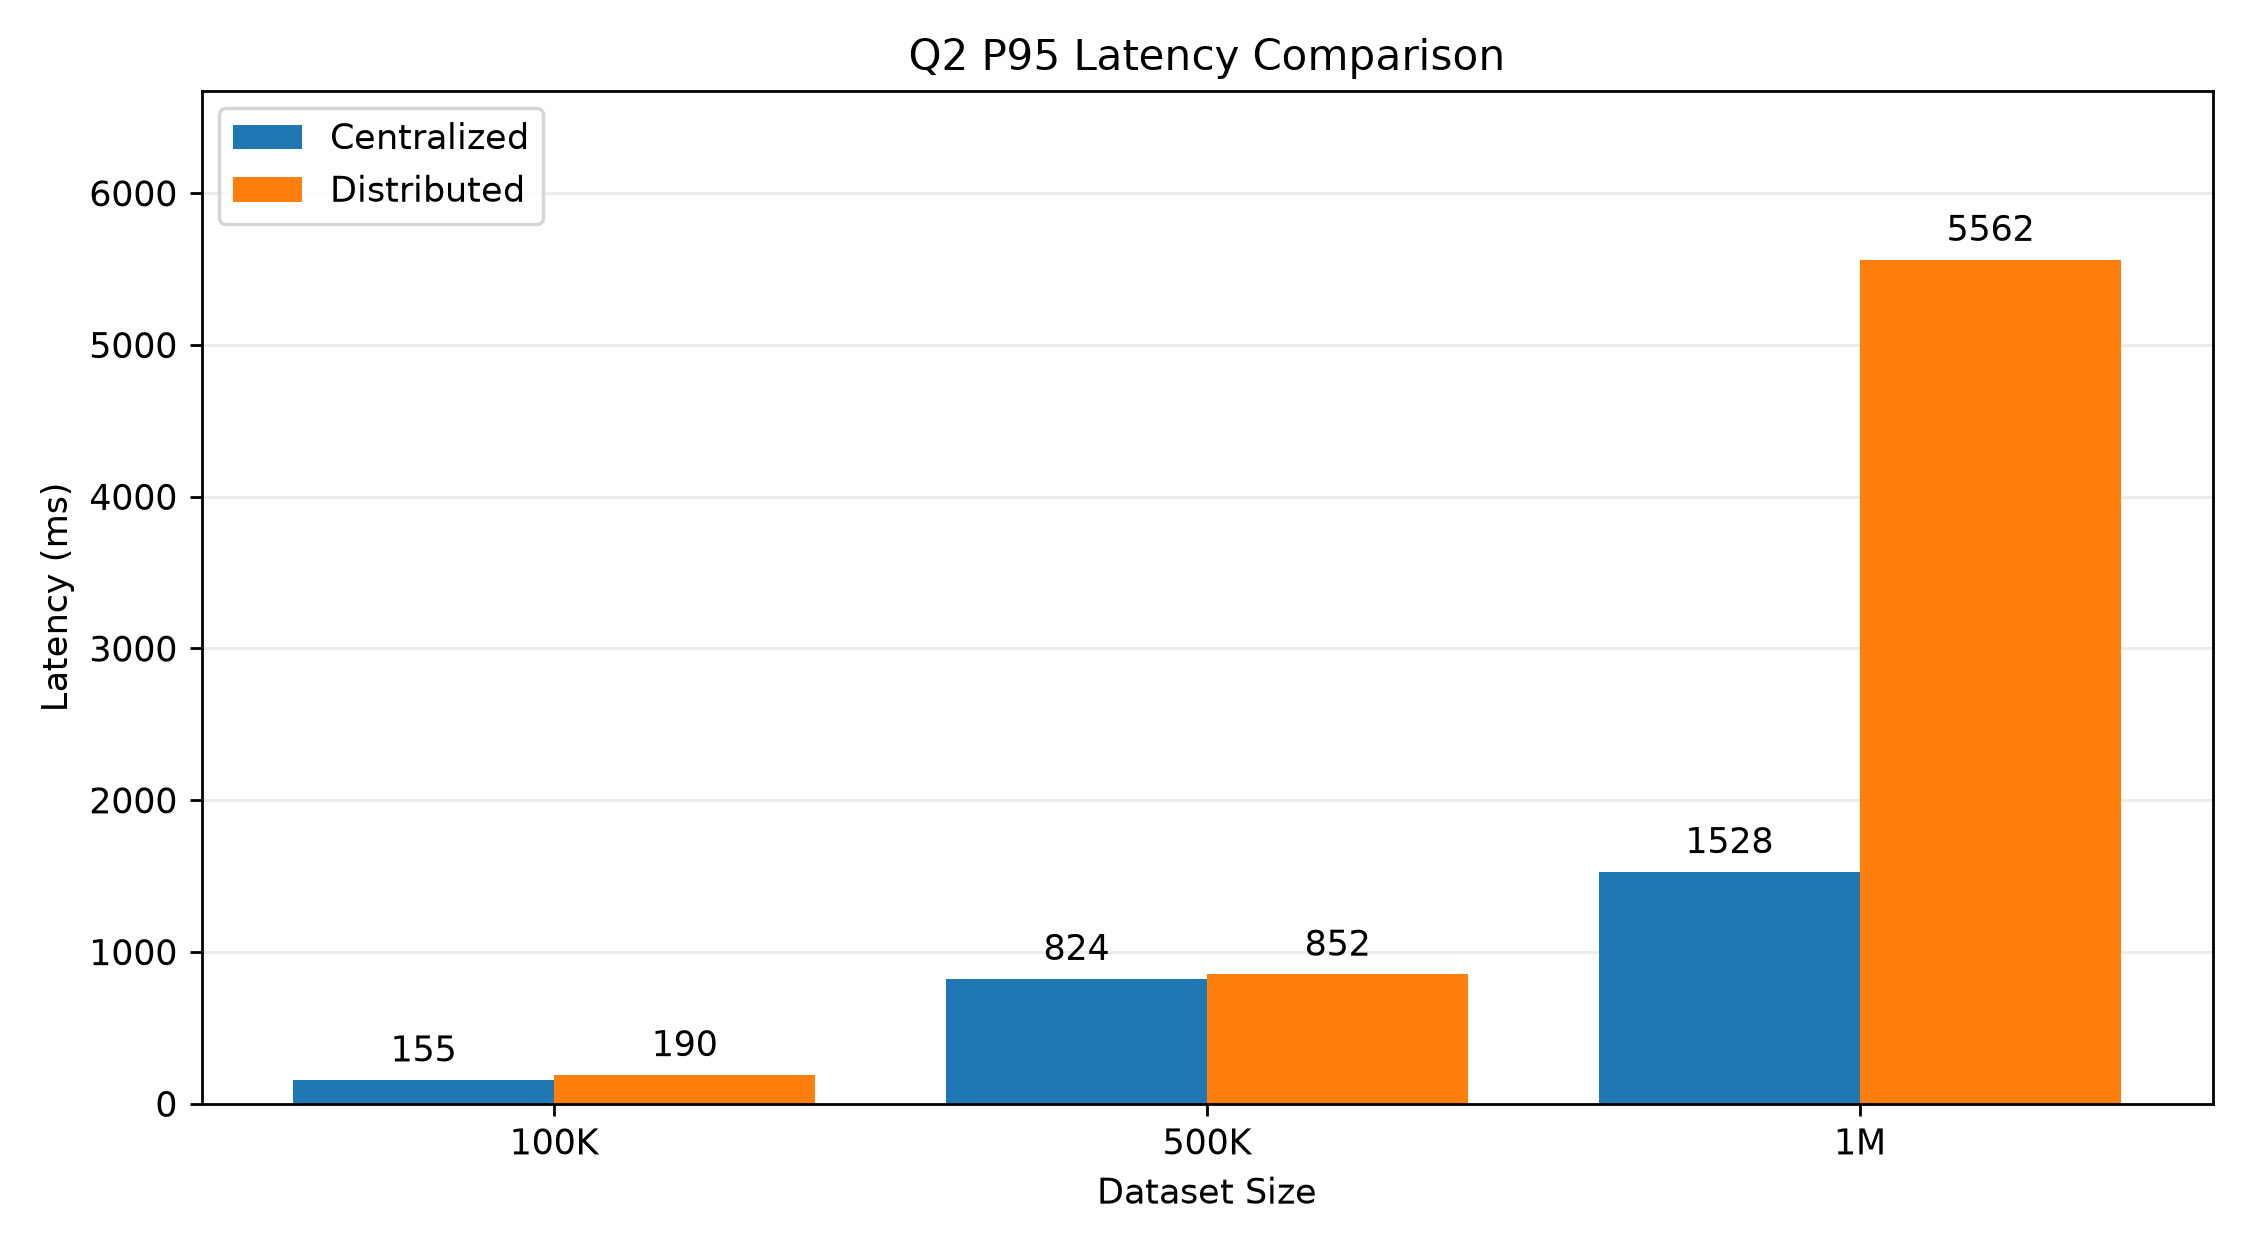 Q2 P95 Latency Comparison
Centralized
Distributed
6000
5000
4000
3000
2000
1000
0
Latency (ms)
155
190
824
852
1528
5562
100K
500K
1M
Dataset Size